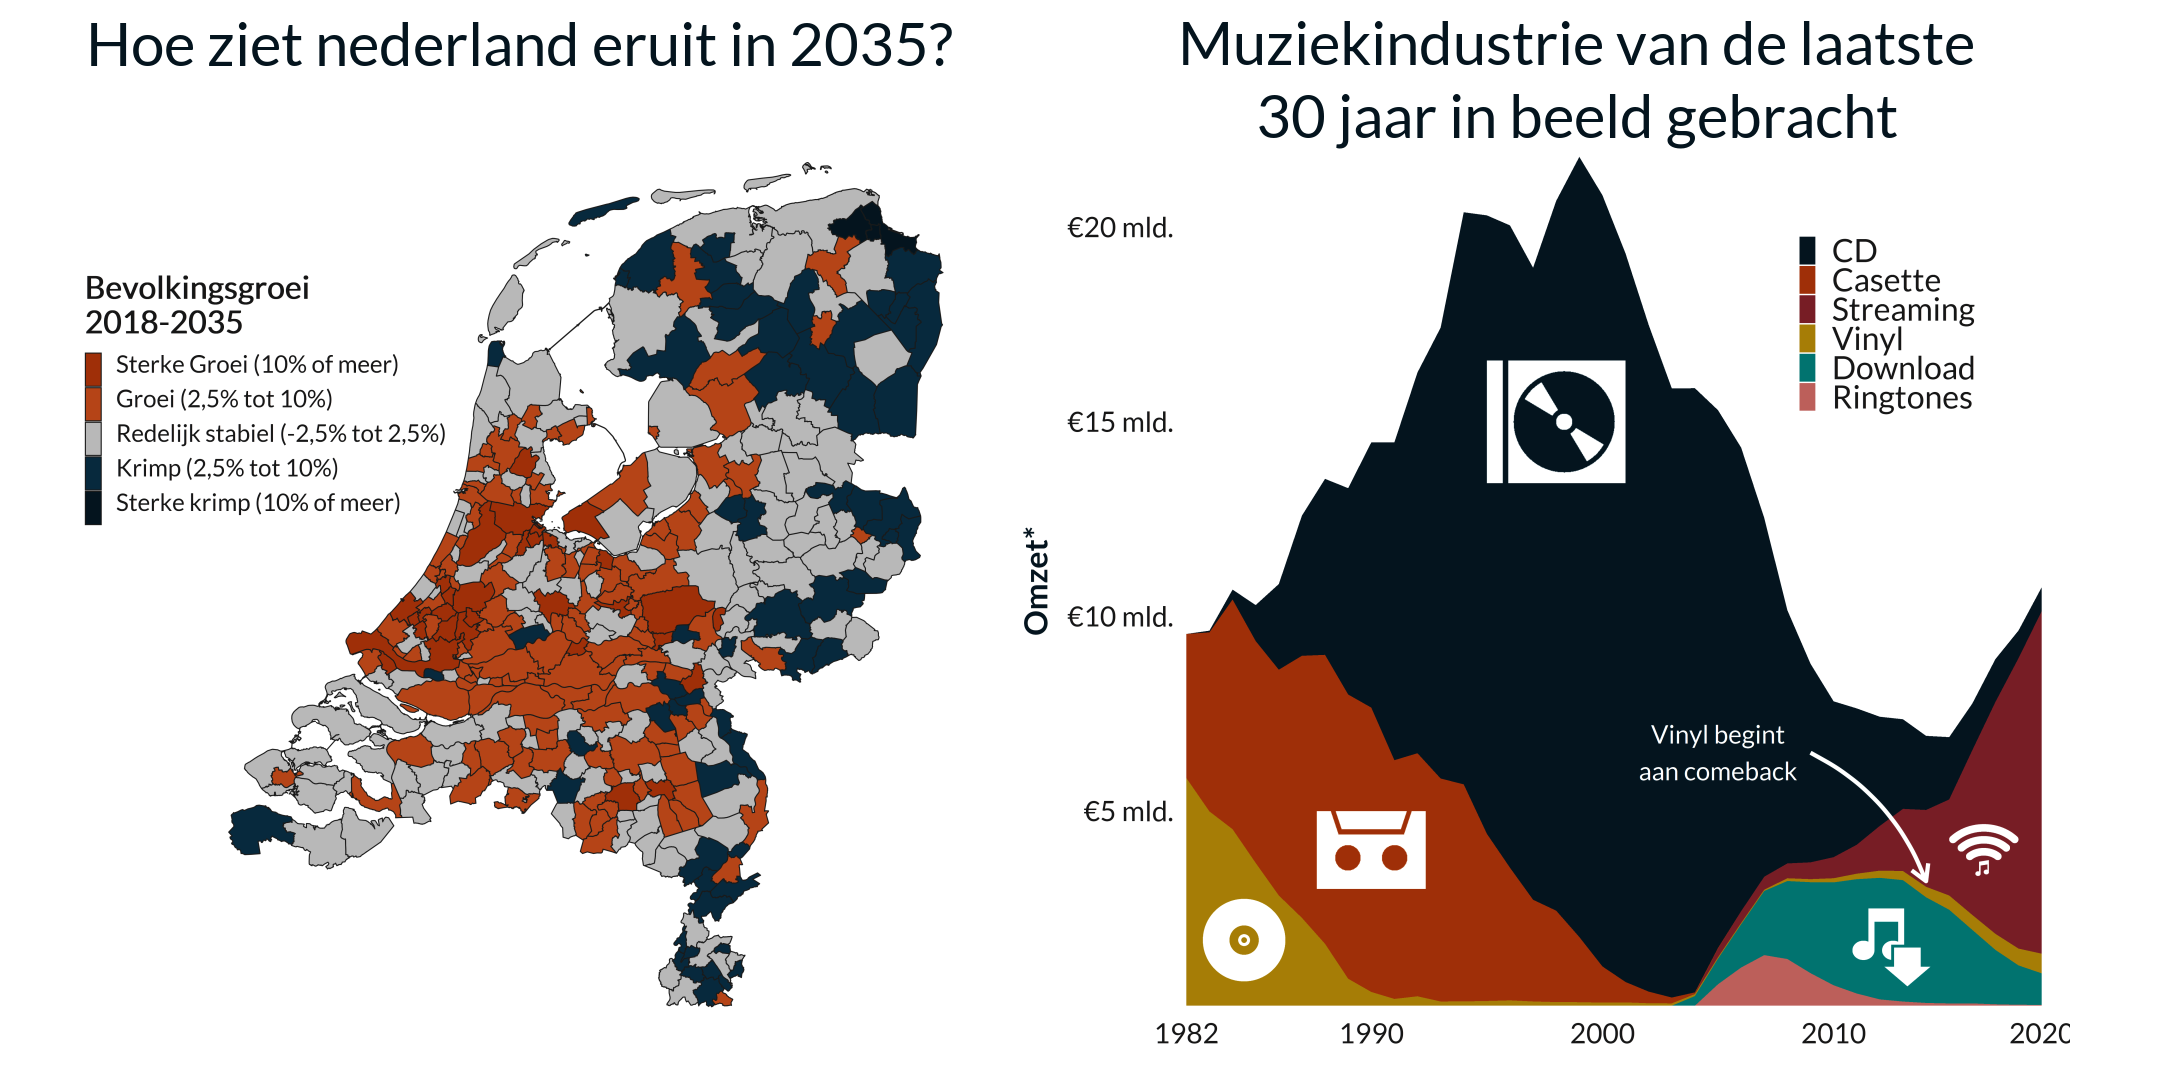 Hoe ziet nederland eruit in 2035?
Bevolkingsgroei
2018-2035
Sterke Groei (10% of meer)
Groei (2,5% tot 10%)
Redelijk stabiel (-2,5% tot 2,5%)
Krimp (2,5% tot 10%)
Sterke krimp (10% of meer)
Muziekindustrie van de laatste
30 jaar in beeld gebracht
€20 mld.
€15 mld.
€10 mld.
€5 mld.
Omzet*
CD
Casette
Streaming
Vinyl
Download
Ringtones
Vinyl begint
aan comeback
1982
1990
2000
2010
2020